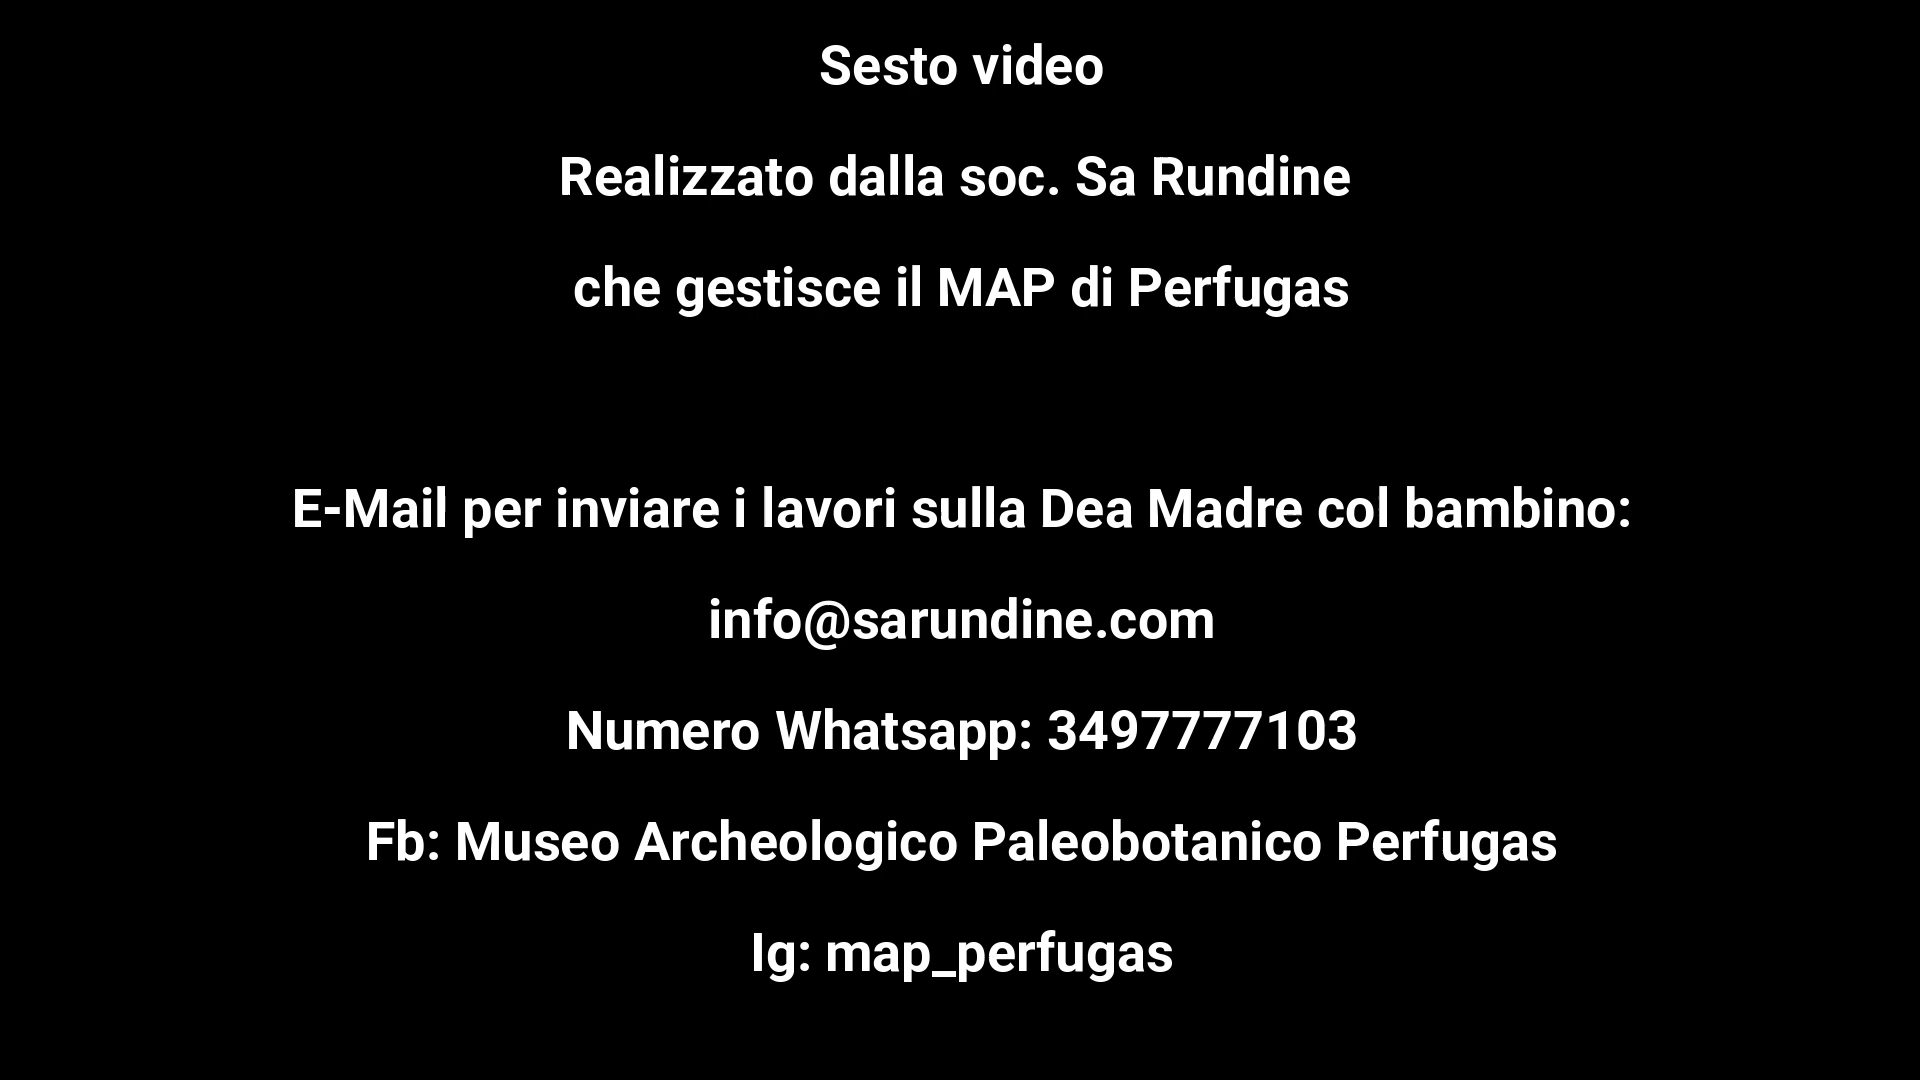 Sesto video
Realizzato dalla soc. Sa Rundine
che gestisce il MAP di Perfugas
E-Mail per inviare i lavori sulla Dea Madre col bambino:
info@sarundine.com
Numero Whatsapp: 3497777103
Fb: Museo Archeologico Paleobotanico Perfugas
Ig: map_perfugas